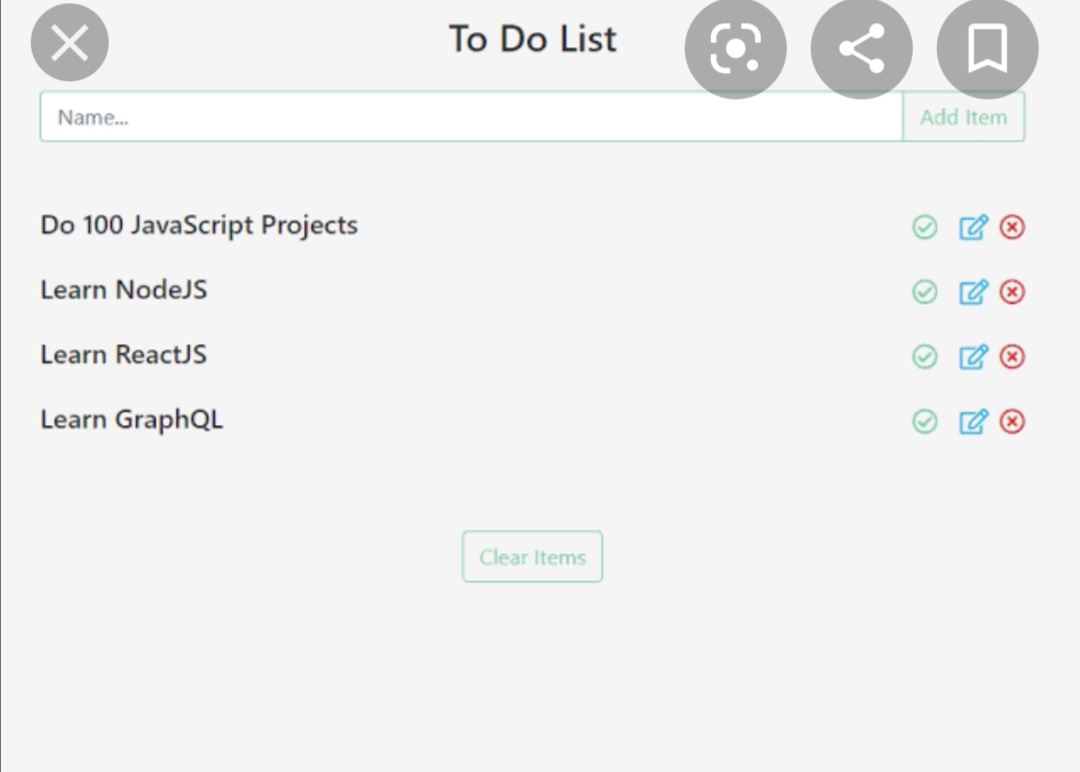 To Do List
Name...
Add Item
Do 100 JavaScript Projects
Learn NodeJS
Learn ReactJS
Learn GraphQL
Clear Items